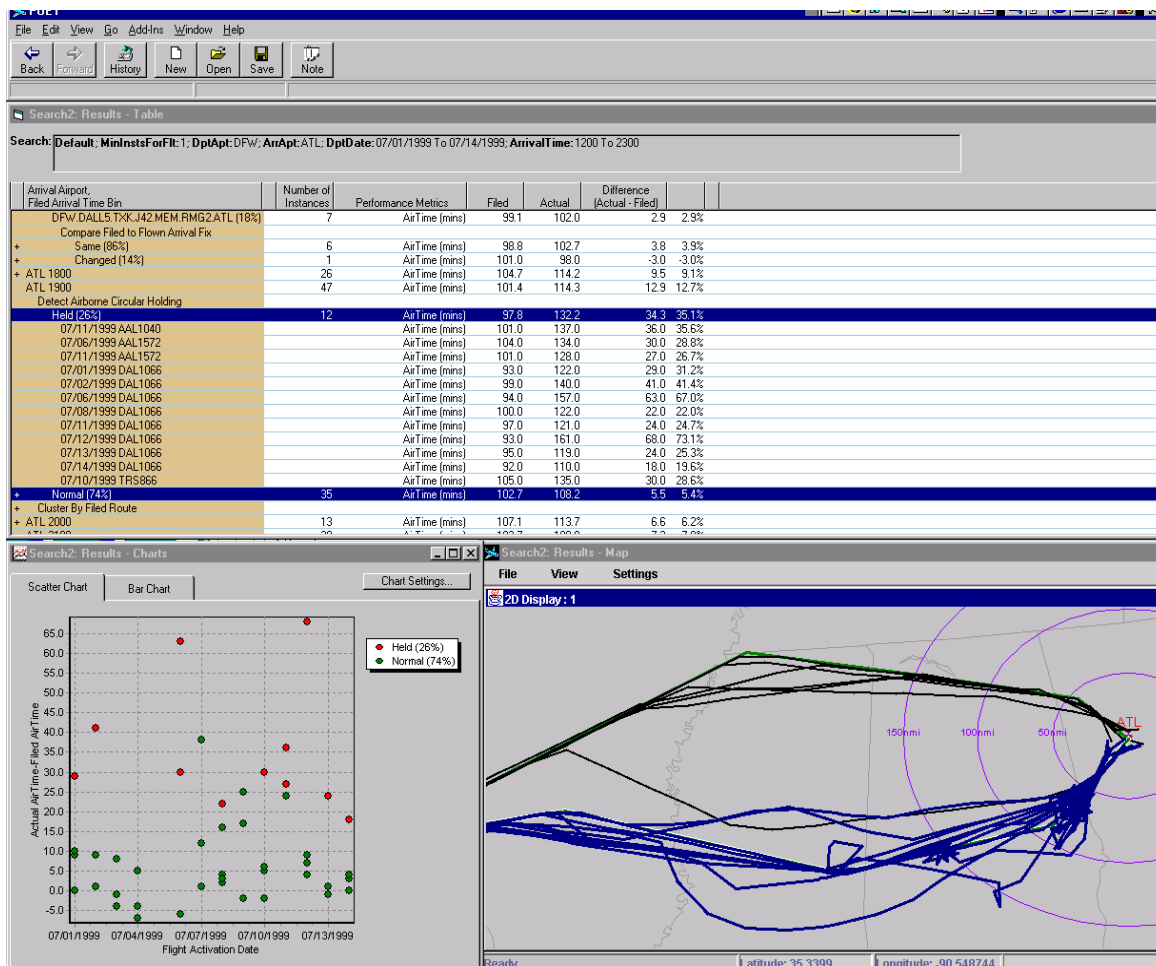 POET
File Edit View Go Add-Ins Window Help
Back Forward History New Open Save Note
Search2: Results - Table
Search: Default; MinInstsForFlt:1; DptApt:DFW; ArrApt:ATL; DptDate:07/01/1999 To 07/14/1999; ArrivalTime:1200 To 2300
Arrival Airport, Number of Difference
Filed Arrival Time Bin Instances Performance Metrics Filed Actual (Actual - Filed)
DFW.DALL5.TXK.J42.MEM.RMG2.ATL (18%) 7 AirTime (mins) 99.1 102.0 2.9 2.9%
Compare Filed to Flown Arrival Fix
+ Same (86%) 6 AirTime (mins) 98.8 102.7 3.8 3.9%
+ Changed (14%) 1 AirTime (mins) 101.0 98.0 -3.0 -3.0%
+ ATL 1800 26 AirTime (mins) 104.7 114.2 9.5 9.1%
ATL 1900 47 AirTime (mins) 101.4 114.3 12.9 12.7%
Detect Airborne Circular Holding
Held (26%) 12 AirTime (mins) 97.8 132.2 34.3 35.1%
07/11/1999 AAL1040 AirTime (mins) 101.0 137.0 36.0 35.6%
07/06/1999 AAL1572 AirTime (mins) 104.0 134.0 30.0 28.8%
07/11/1999 AAL1572 AirTime (mins) 101.0 128.0 27.0 26.7%
07/01/1999 DAL1066 AirTime (mins) 93.0 122.0 29.0 31.2%
07/02/1999 DAL1066 AirTime (mins) 99.0 140.0 41.0 41.4%
07/06/1999 DAL1066 AirTime (mins) 94.0 157.0 63.0 67.0%
07/08/1999 DAL1066 AirTime (mins) 100.0 122.0 22.0 22.0%
07/11/1999 DAL1066 AirTime (mins) 97.0 121.0 24.0 24.7%
07/12/1999 DAL1066 AirTime (mins) 93.0 161.0 68.0 73.1%
07/13/1999 DAL1066 AirTime (mins) 95.0 119.0 24.0 25.3%
07/14/1999 DAL1066 AirTime (mins) 92.0 110.0 18.0 19.6%
07/10/1999 TRS866 AirTime (mins) 105.0 135.0 30.0 28.6%
+ Normal (74%) 35 AirTime (mins) 102.7 108.2 5.5 5.4%
+ Cluster By Filed Route
+ ATL 2000 13 AirTime (mins) 107.1 113.7 6.6 6.2%
Search2: Results - Charts
Scatter Chart Bar Chart Chart Settings...
Held (26%)
Normal (74%)
Actual AirTime-Filed AirTime
65.0
60.0
55.0
50.0
45.0
40.0
35.0
30.0
25.0
20.0
15.0
10.0
5.0
0.0
-5.0
07/01/1999 07/04/1999 07/07/1999 07/10/1999 07/13/1999
Flight Activation Date
Search2: Results - Map
File View Settings
2D Display : 1
ATL
150nmi 100nmi 50nmi
Ready Latitude: 35.3399 Longitude: -90.548744